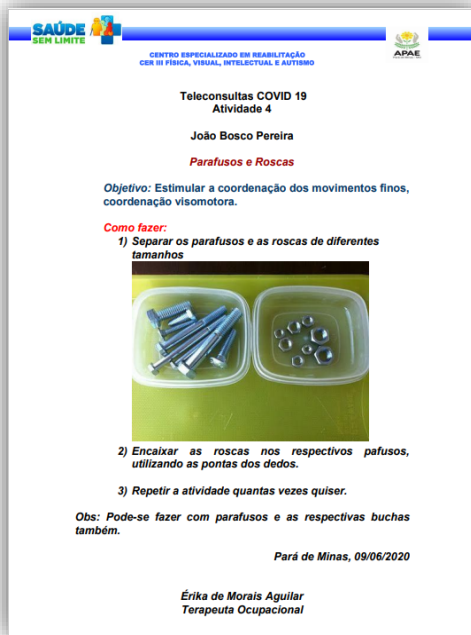 SAÚDE
SEM LIMITE
APAE
CENTRO ESPECIALIZADO EM REABILITAÇÃO
CER III FÍSICA, VISUAL, INTELECTUAL E AUTISMO
Teleconsultas COVID 19
Atividade 4
João Bosco Pereira
Parafusos e Roscas
Objetivo: Estimular a coordenação dos movimentos finos,
coordenação visomotora.
Como fazer:
1) Separar os parafusos e as roscas de diferentes
tamanhos
2) Encaixar as roscas nos respectivos pafusos,
utilizando as pontas dos dedos.
3) Repetir a atividade quantas vezes quiser.
Obs: Pode-se fazer com parafusos e as respectivas buchas
também.
Pará de Minas, 09/06/2020
Érika de Morais Aguilar
Terapeuta Ocupacional